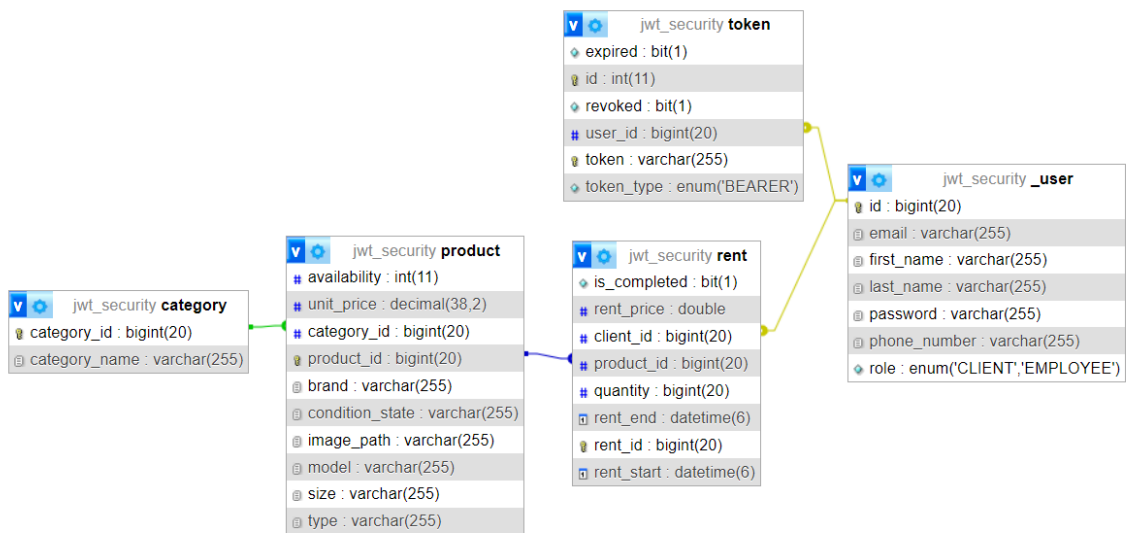 jwt_security token
expired : bit(1)
id : int(11)
revoked : bit(1)
user_id : bigint(20)
token : varchar(255)
token_type : enum('BEARER')
jwt_security _user
id : bigint(20)
email : varchar(255)
first_name : varchar(255)
last_name : varchar(255)
password : varchar(255)
phone_number : varchar(255)
role : enum('CLIENT','EMPLOYEE')
jwt_security product
availability : int(11)
unit_price : decimal(38,2)
category_id : bigint(20)
product_id : bigint(20)
brand : varchar(255)
condition_state : varchar(255)
image_path : varchar(255)
model : varchar(255)
size : varchar(255)
type : varchar(255)
jwt_security rent
is_completed : bit(1)
rent_price : double
client_id : bigint(20)
product_id : bigint(20)
quantity : bigint(20)
rent_end : datetime(6)
rent_id : bigint(20)
rent_start : datetime(6)
jwt_security category
category_id : bigint(20)
category_name : varchar(255)